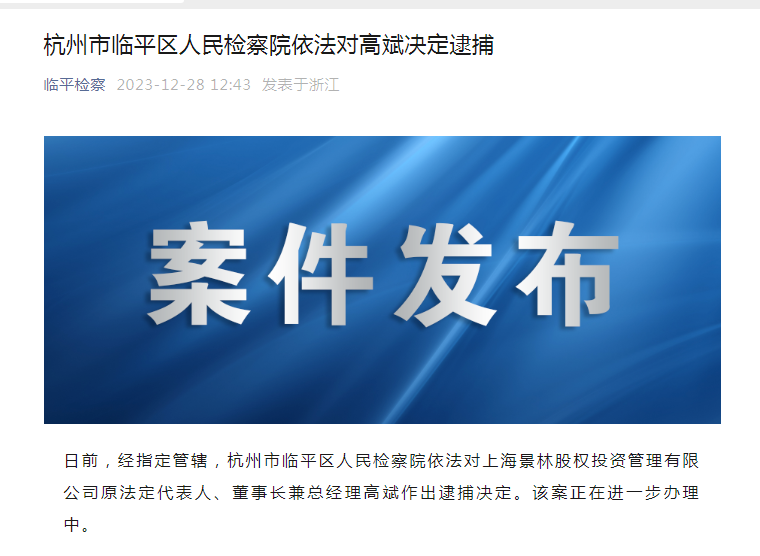 杭州市临平区人民检察院依法对高斌决定逮捕
临平检察 2023-12-28 12:43 发表于浙江
案件发布
日前，经指定管辖，杭州市临平区人民检察院依法对上海景林股权投资管理有限
公司原法定代表人、董事长兼总经理高斌作出逮捕决定。该案正在进一步办理
中。